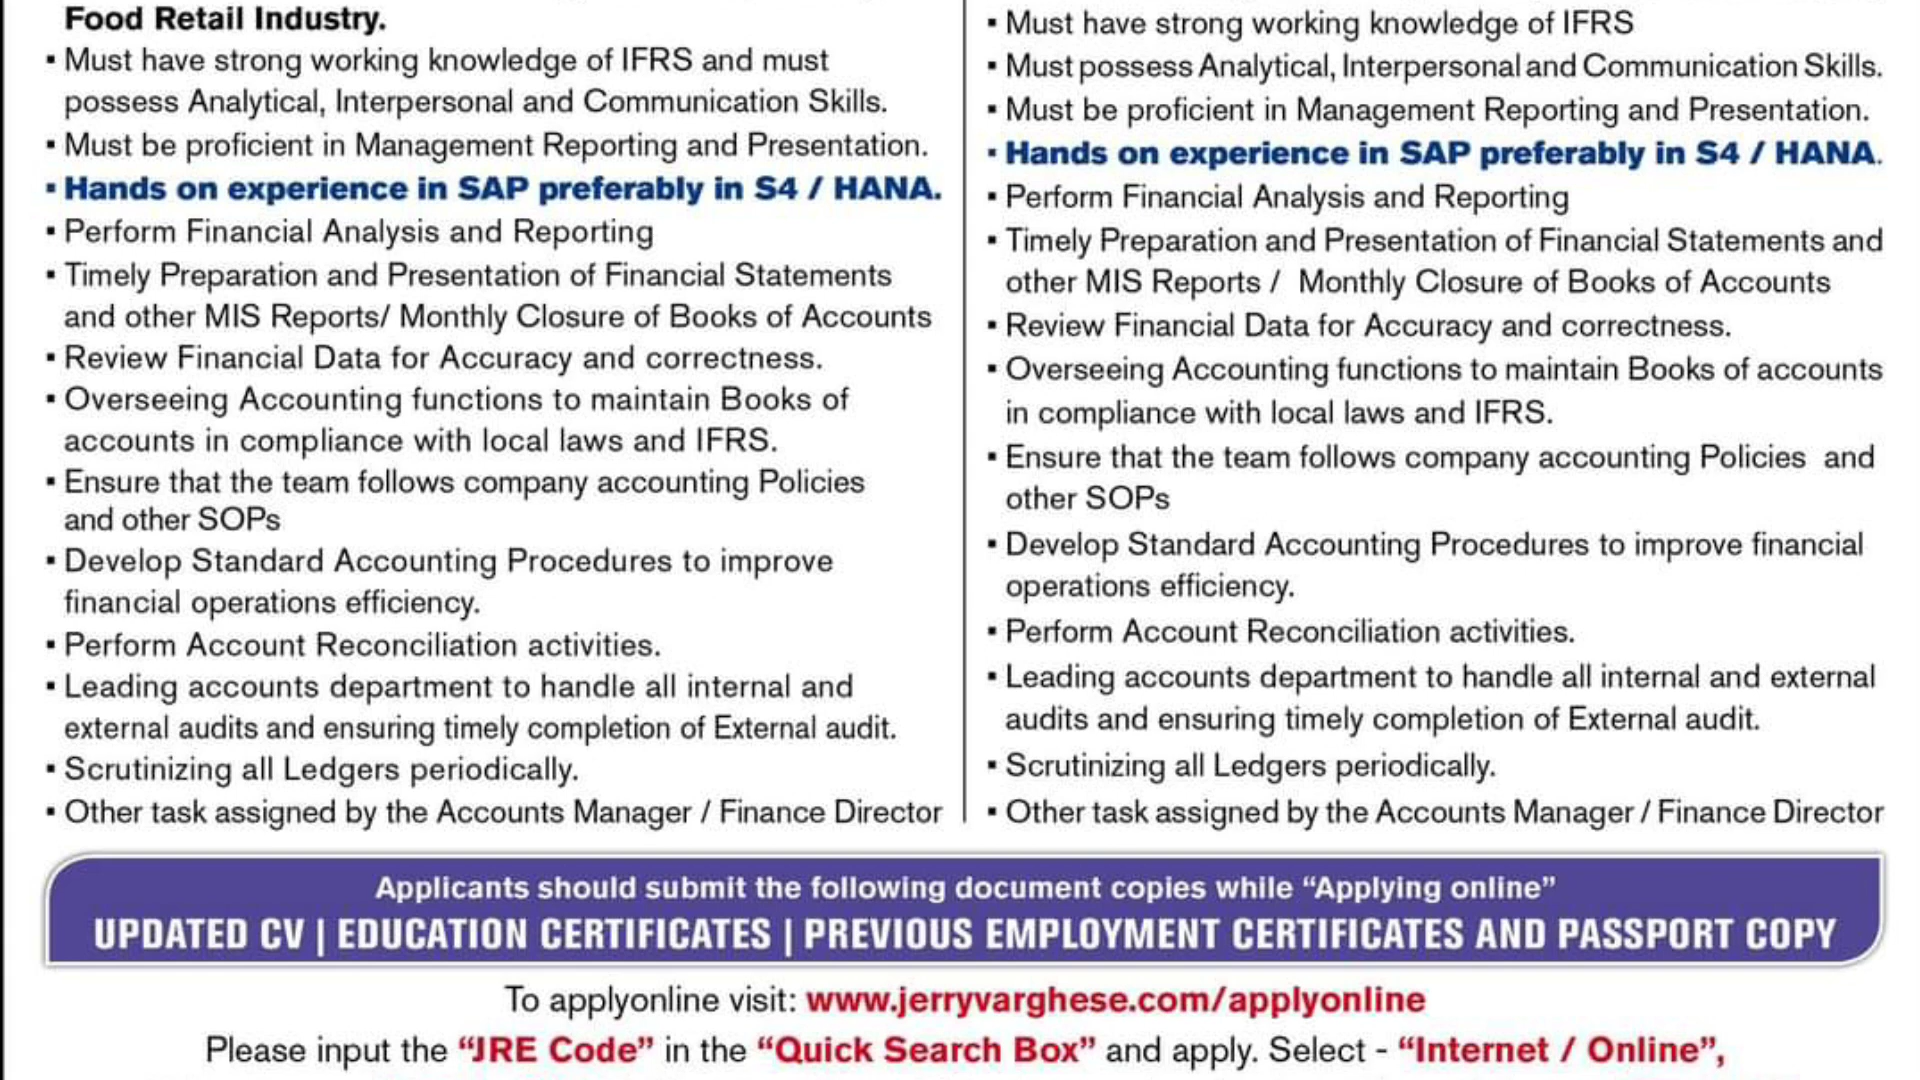 Food Retail Industry.
▪ Must have strong working knowledge of IFRS and must
possess Analytical, Interpersonal and Communication Skills.
▪ Must be proficient in Management Reporting and Presentation.
▪ Hands on experience in SAP preferably in S4 / HANA.
▪ Perform Financial Analysis and Reporting
▪ Timely Preparation and Presentation of Financial Statements
and other MIS Reports/ Monthly Closure of Books of Accounts
▪ Review Financial Data for Accuracy and correctness.
▪ Overseeing Accounting functions to maintain Books of
accounts in compliance with local laws and IFRS.
▪ Ensure that the team follows company accounting Policies
and other SOPs
▪ Develop Standard Accounting Procedures to improve
financial operations efficiency.
▪ Perform Account Reconciliation activities.
▪ Leading accounts department to handle all internal and
external audits and ensuring timely completion of External audit.
▪ Scrutinizing all Ledgers periodically.
▪ Other task assigned by the Accounts Manager / Finance Director
▪ Must have strong working knowledge of IFRS
▪ Must possess Analytical, Interpersonal and Communication Skills.
▪ Must be proficient in Management Reporting and Presentation.
▪ Hands on experience in SAP preferably in S4 / HANA.
▪ Perform Financial Analysis and Reporting
▪ Timely Preparation and Presentation of Financial Statements and
other MIS Reports / Monthly Closure of Books of Accounts
▪ Review Financial Data for Accuracy and correctness.
▪ Overseeing Accounting functions to maintain Books of accounts
in compliance with local laws and IFRS.
▪ Ensure that the team follows company accounting Policies and
other SOPs
▪ Develop Standard Accounting Procedures to improve financial
operations efficiency.
▪ Perform Account Reconciliation activities.
▪ Leading accounts department to handle all internal and external
audits and ensuring timely completion of External audit.
▪ Scrutinizing all Ledgers periodically.
▪ Other task assigned by the Accounts Manager / Finance Director
Applicants should submit the following document copies while “Applying online”
UPDATED CV | EDUCATION CERTIFICATES | PREVIOUS EMPLOYMENT CERTIFICATES AND PASSPORT COPY
To applyonline visit: www.jerryvarghese.com/applyonline
Please input the “JRE Code” in the “Quick Search Box” and apply. Select - “Internet / Online”,